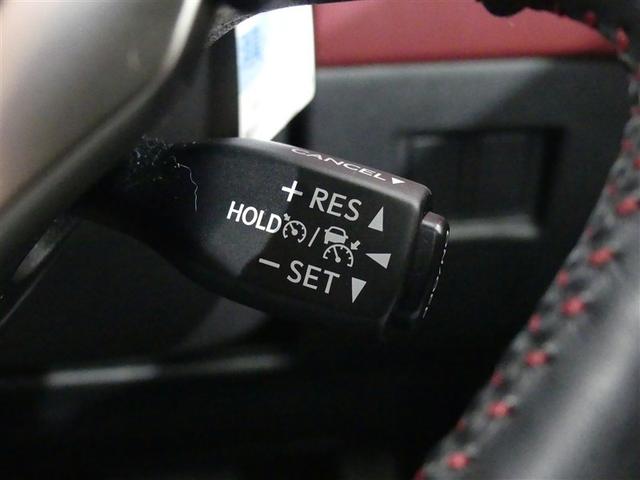 CANCEL▼
+ RES ▲
HOLD /
− SET ▼